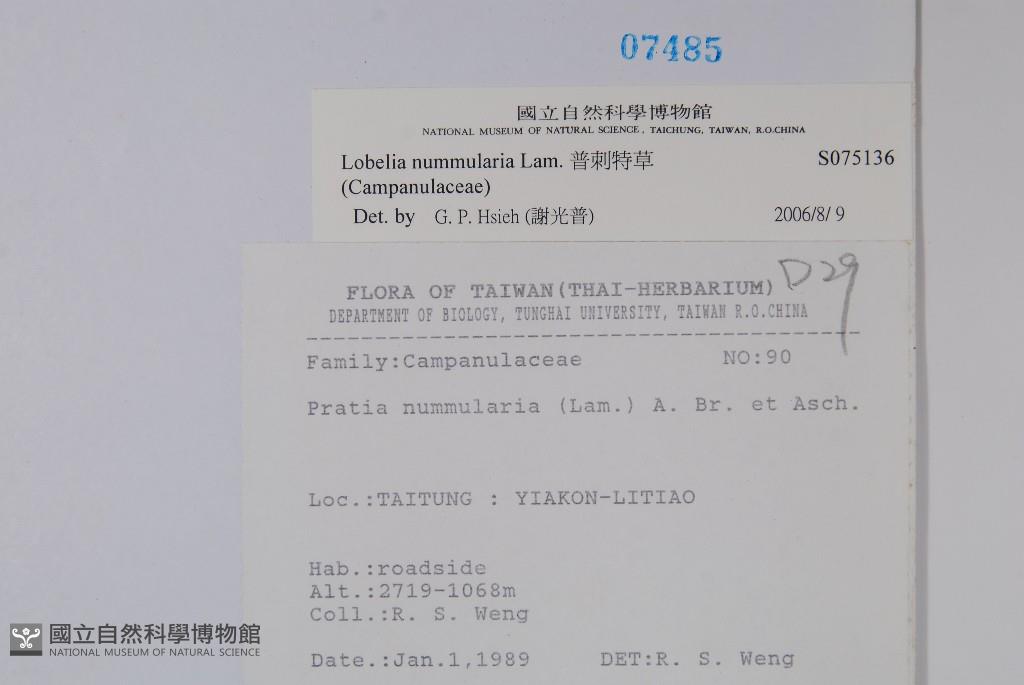 07485
國立自然科學博物館
NATIONAL MUSEUM OF NATURAL SCIENCE, TAICHUNG, TAIWAN, R.O.CHINA
Lobelia nummularia Lam. 普剌特草 S075136
(Campanulaceae)
Det. by G. P. Hsieh (謝光普) 2006/8/ 9
D29
FLORA OF TAIWAN(THAI-HERBARIUM)
DEPARTMENT OF BIOLOGY, TUNGHAI UNIVERSITY, TAIWAN R.O.CHINA
Family:Campanulaceae NO:90
Pratia nummularia (Lam.) A. Br. et Asch.
Loc.:TAITUNG : YIAKON-LITIAO
Hab.:roadside
Alt.:2719-1068m
Coll.:R. S. Weng
Date.:Jan.1,1989 DET:R. S. Weng
國立自然科學博物館
NATIONAL MUSEUM OF NATURAL SCIENCE